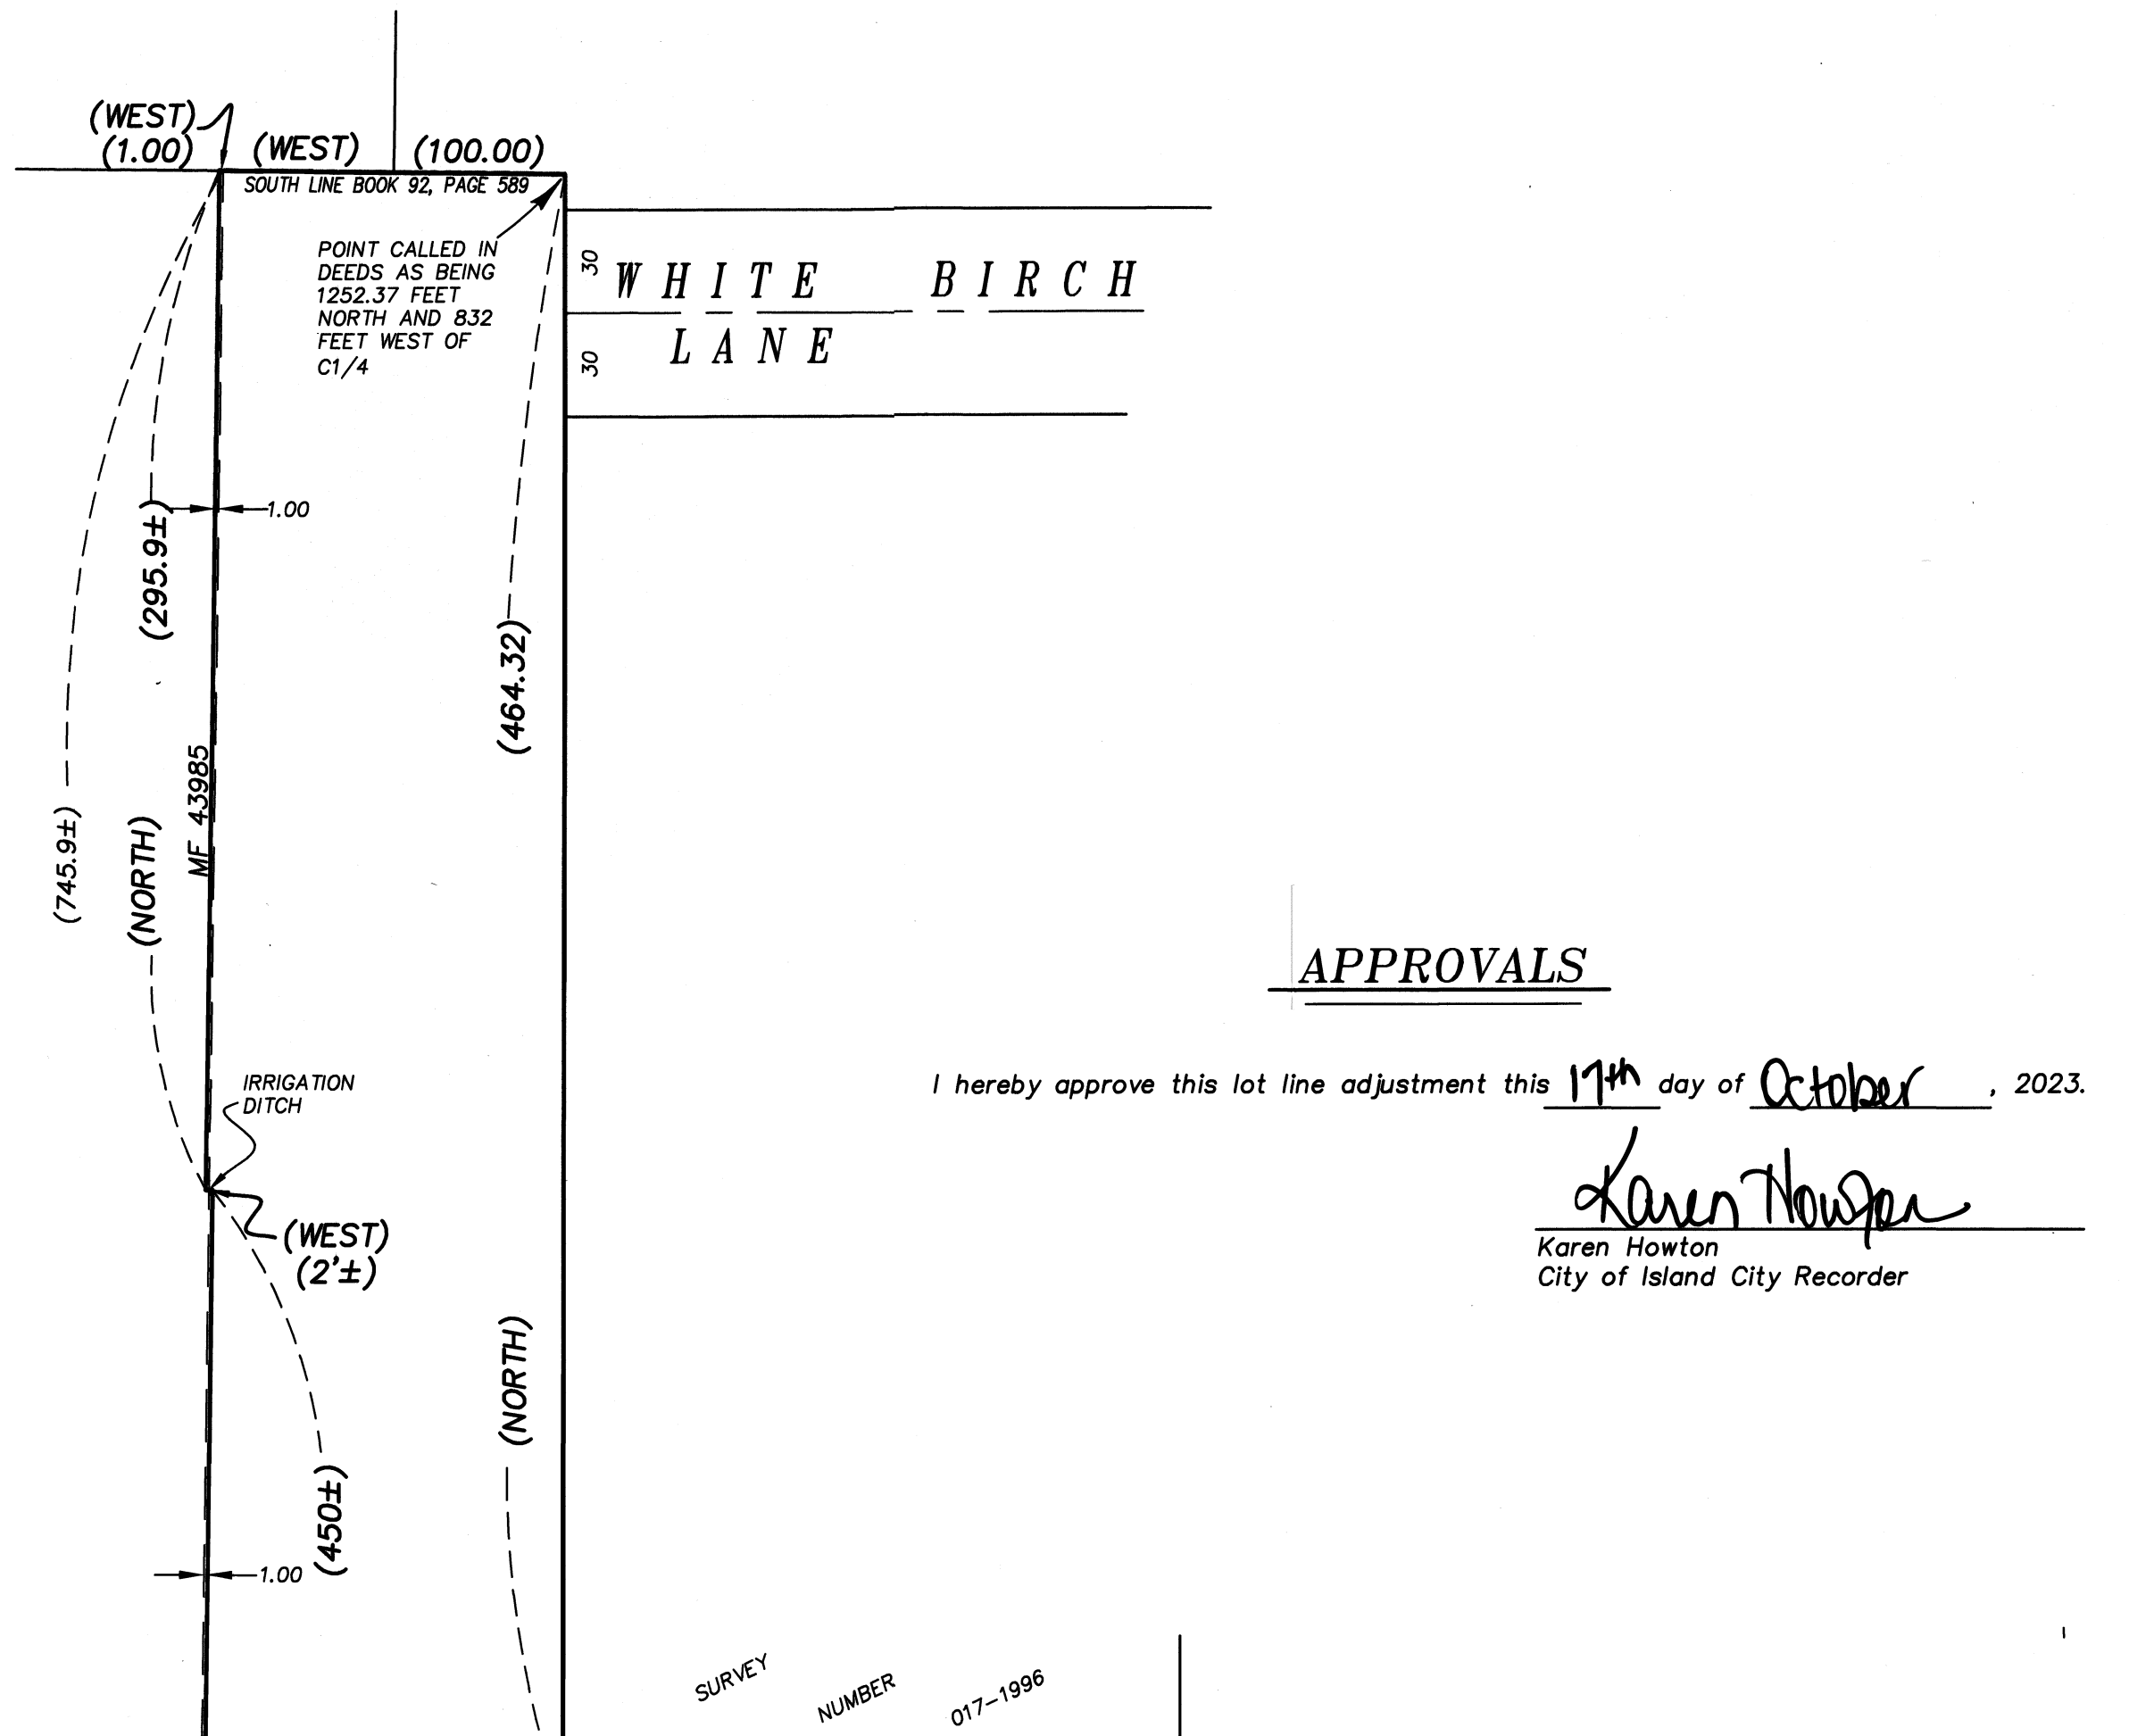 (WEST)
(1.00)
(WEST) (100.00)
SOUTH LINE BOOK 92, PAGE 589
POINT CALLED IN
DEEDS AS BEING
1252.37 FEET
NORTH AND 832
FEET WEST OF
C1/4
30
WHITE BIRCH
30
LANE
1.00
(295.9±)
(464.32)
MF 43985
(745.9±)
(NORTH)
APPROVALS
I hereby approve this lot line adjustment this 17th day of October, 2023.
Karen Howton
Karen Howton
City of Island City Recorder
IRRIGATION
DITCH
(WEST)
(2'±)
(NORTH)
(450±)
1.00
SURVEY NUMBER 017-1996